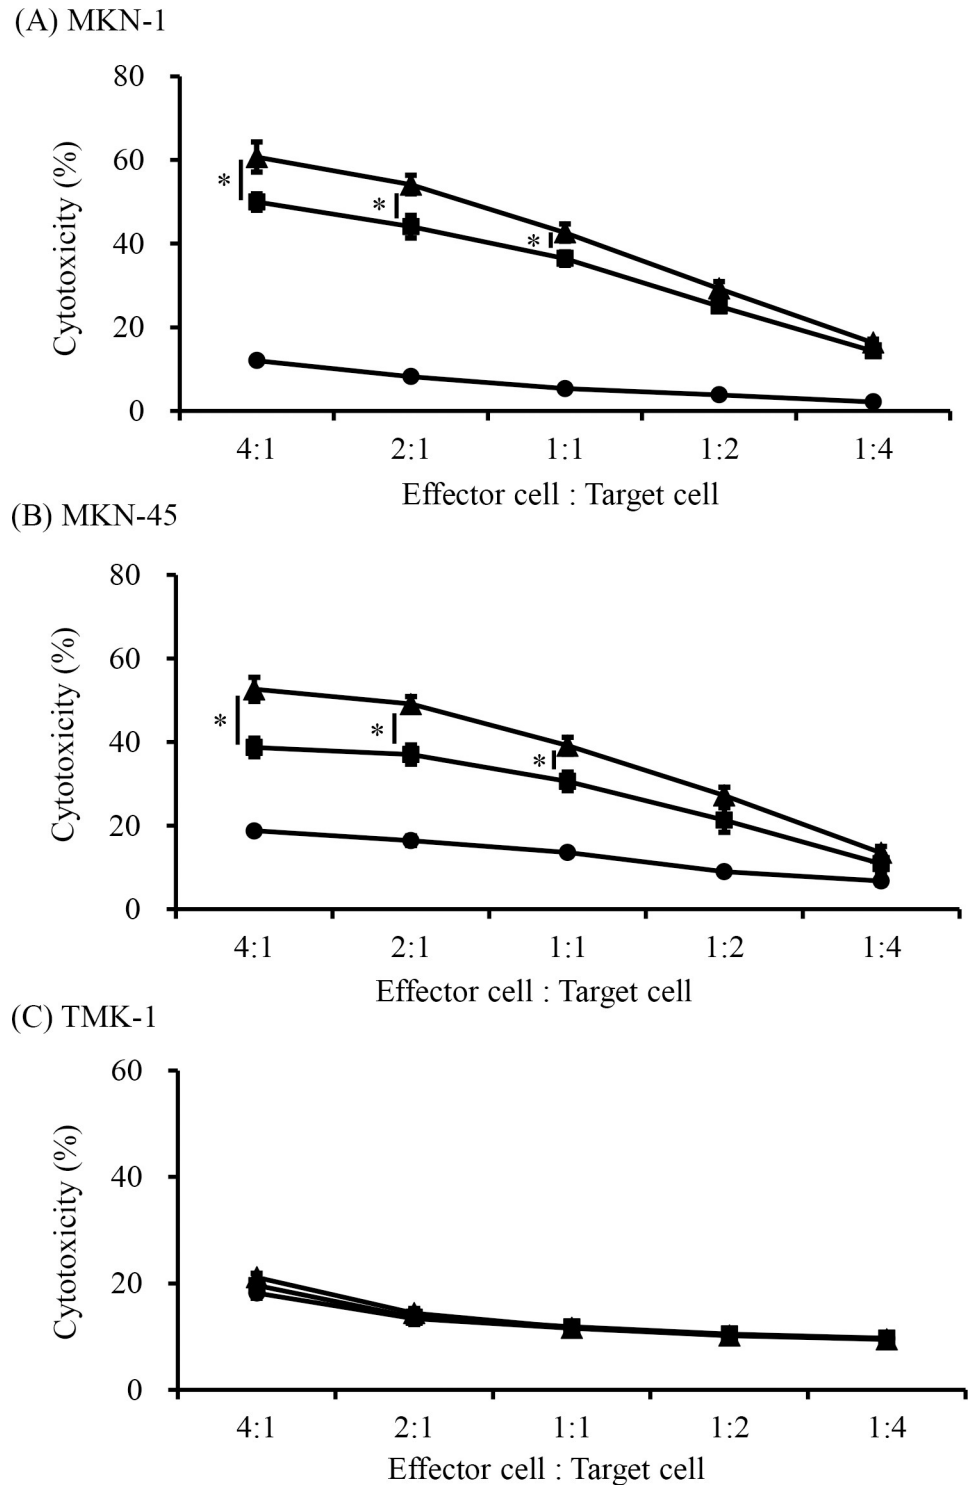 (A) MKN-1
80
60
40
20
0
Cytotoxicity (%)
*
*
*
4:1 2:1 1:1 1:2 1:4
Effector cell : Target cell
(B) MKN-45
80
60
40
20
0
Cytotoxicity (%)
*
*
*
4:1 2:1 1:1 1:2 1:4
Effector cell : Target cell
(C) TMK-1
60
40
20
0
Cytotoxicity (%)
4:1 2:1 1:1 1:2 1:4
Effector cell : Target cell